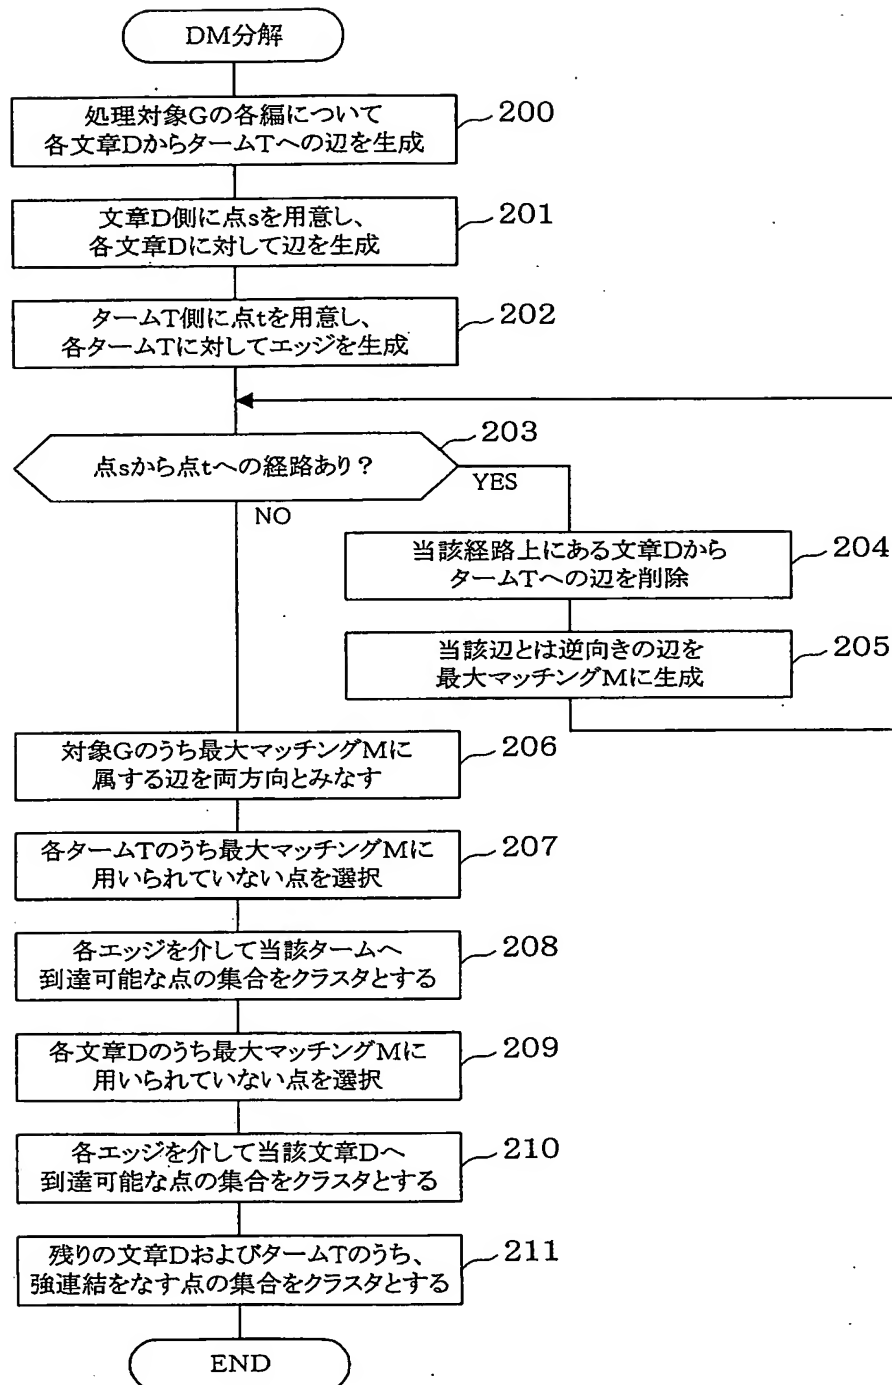 DM分解
処理対象Gの各編について
各文章DからタームTへの辺を生成
200
文章D側に点sを用意し、
各文章Dに対して辺を生成
201
タームT側に点tを用意し、
各タームTに対してエッジを生成
202
203
点sから点tへの経路あり?
YES
NO
当該経路上にある文章Dから
タームTへの辺を削除
204
当該辺とは逆向きの辺を
最大マッチングMに生成
205
対象Gのうち最大マッチングMに
属する辺を両方向とみなす
206
各タームTのうち最大マッチングMに
用いられていない点を選択
207
各エッジを介して当該タームへ
到達可能な点の集合をクラスタとする
208
各文章Dのうち最大マッチングMに
用いられていない点を選択
209
各エッジを介して当該文章Dへ
到達可能な点の集合をクラスタとする
210
残りの文章DおよびタームTのうち、
強連結をなす点の集合をクラスタとする
211
END